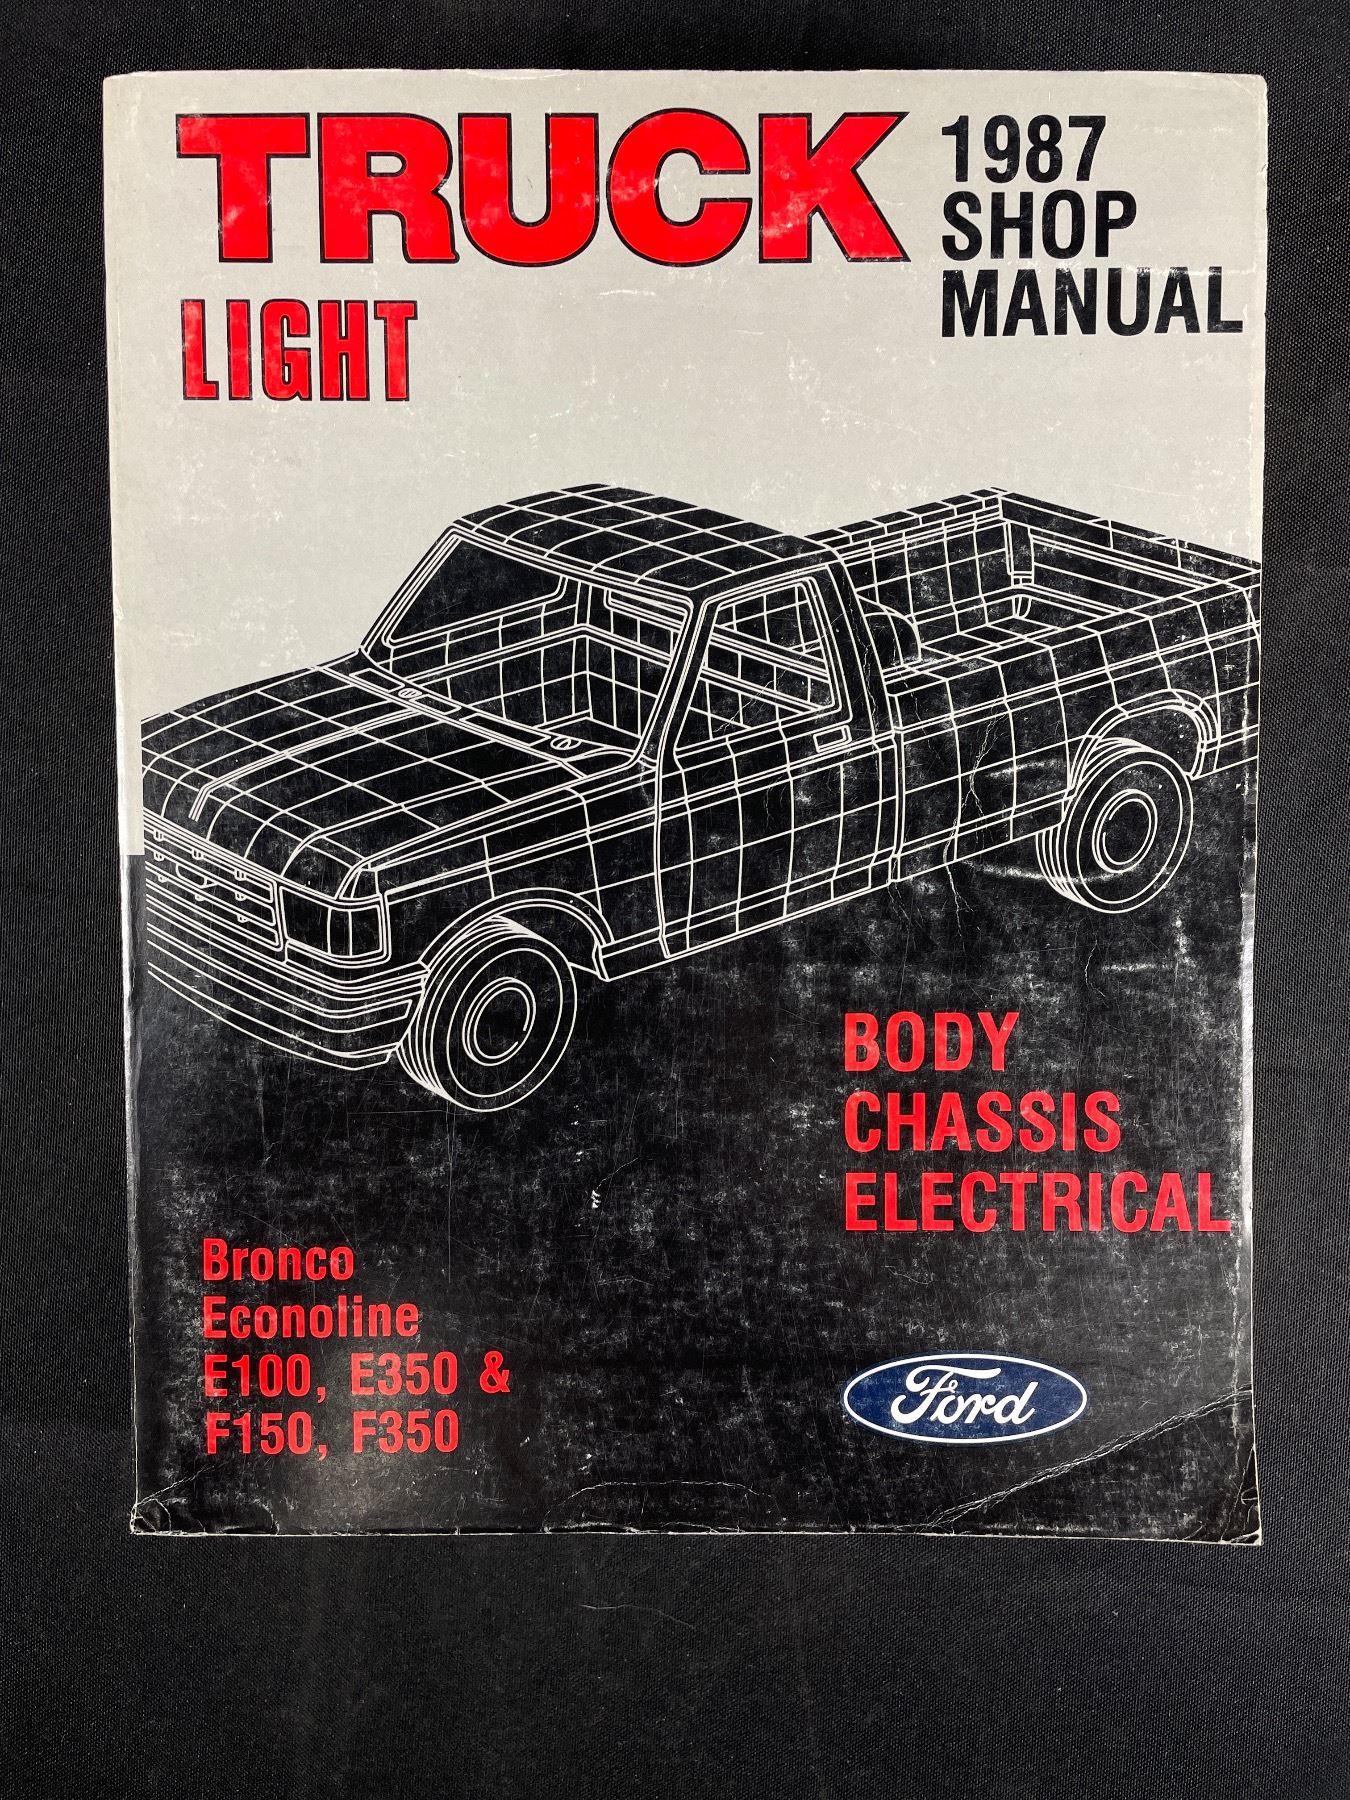 TRUCK
LIGHT
1987
SHOP
MANUAL
BODY
CHASSIS
ELECTRICAL
Bronco
Econoline
E100, E350 &
F150, F350
Ford